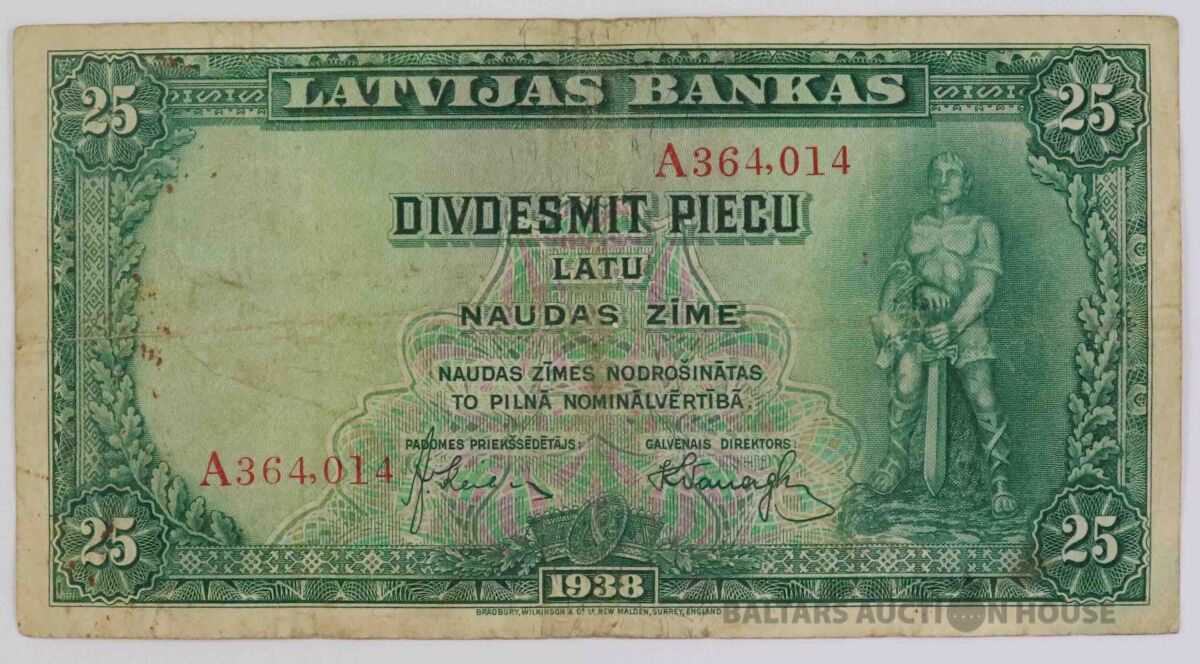 25
LATVIJAS BANKAS
25
A364,014
DIVDESMIT PIECU
LATU
NAUDAS ZĪME
NAUDAS ZĪMES NODROŠINĀTAS
TO PILNĀ NOMINĀLVĒRTĪBĀ.
PADOMES PRIEKŠSĒDĒTĀJS: GALVENAIS DIREKTORS:
A364,014
25
25
1938
BRADBURY, WILKINSON & Cº Lᴰ NEW MALDEN, SURREY, ENGLAND
BALTARS AUCTION HOUSE